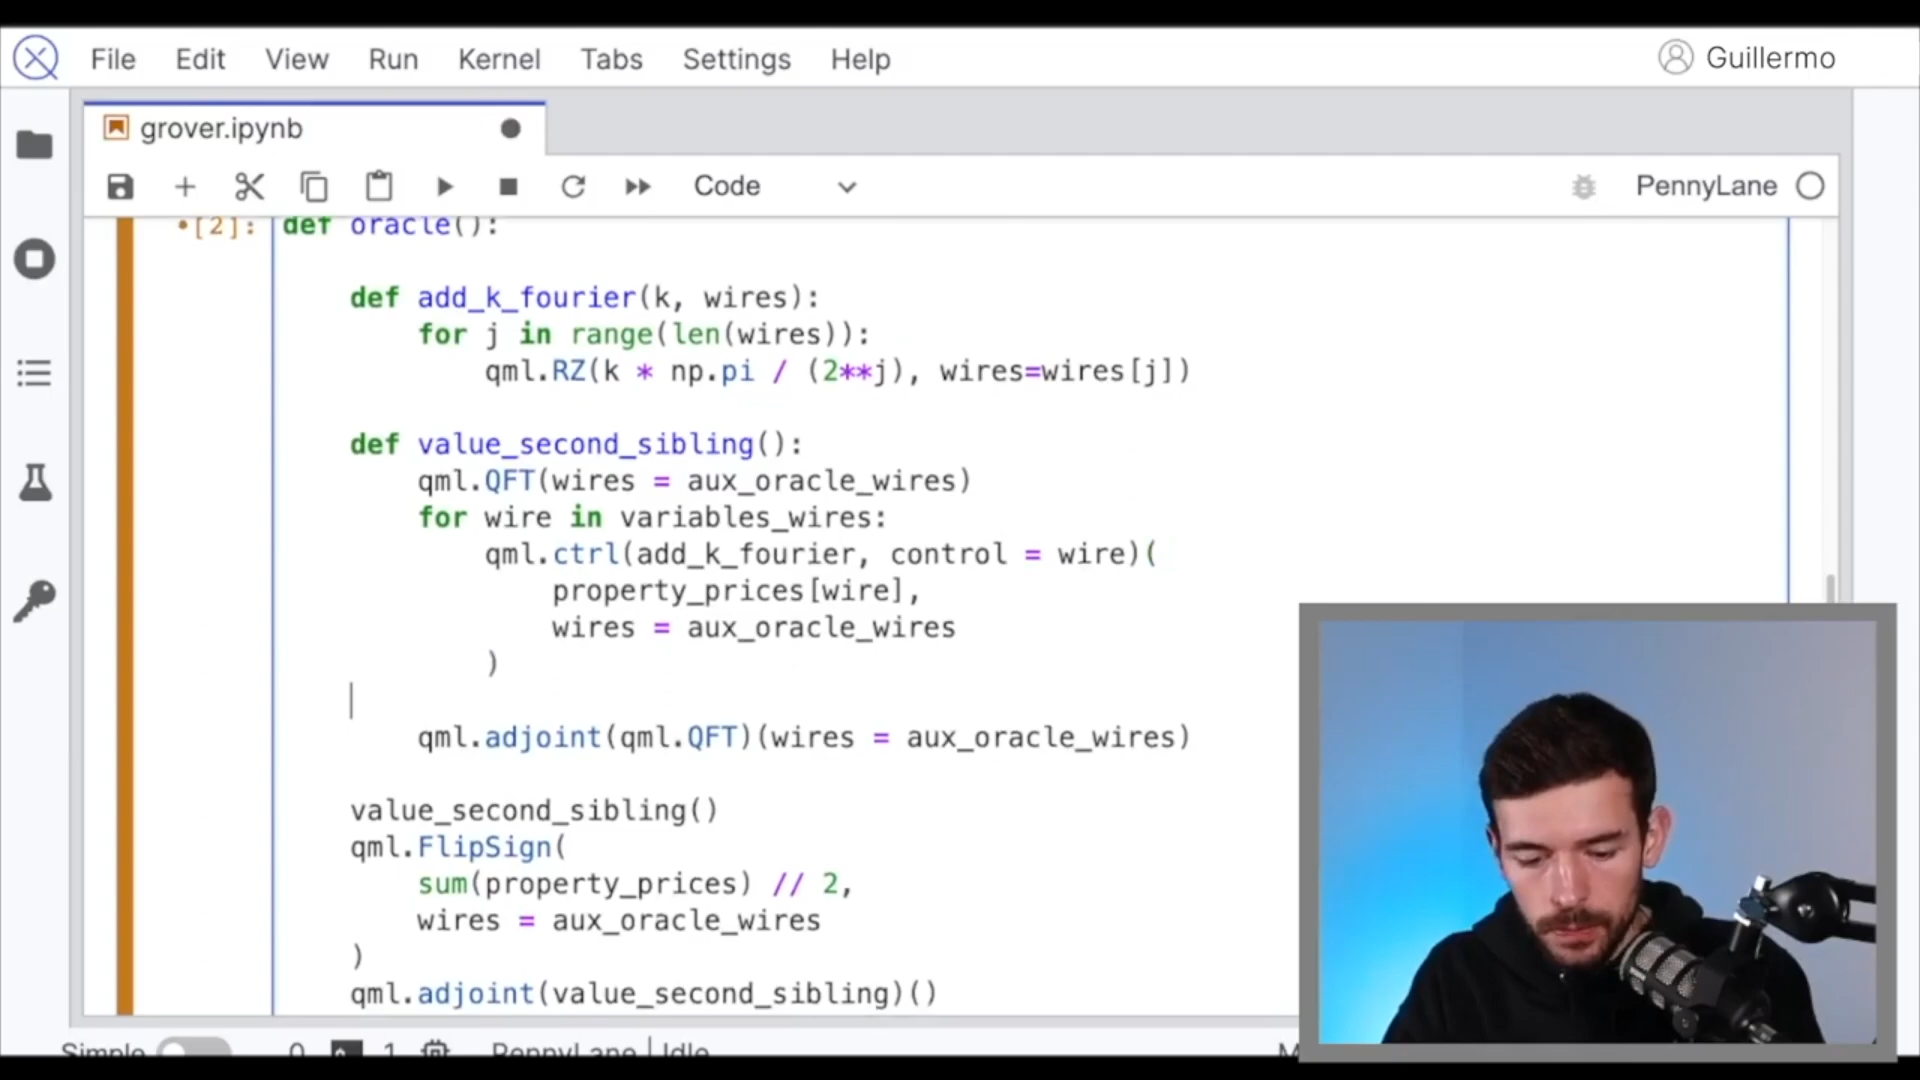 File Edit View Run Kernel Tabs Settings Help Guillermo
grover.ipynb
Code PennyLane
[2]: def oracle():
def add_k_fourier(k, wires):
for j in range(len(wires)):
qml.RZ(k * np.pi / (2**j), wires=wires[j])
def value_second_sibling():
qml.QFT(wires = aux_oracle_wires)
for wire in variables_wires:
qml.ctrl(add_k_fourier, control = wire)(
property_prices[wire],
wires = aux_oracle_wires
)
qml.adjoint(qml.QFT)(wires = aux_oracle_wires)
value_second_sibling()
qml.FlipSign(
sum(property_prices) // 2,
wires = aux_oracle_wires
)
qml.adjoint(value_second_sibling)()
Simple 0 1 PennyLane | Idle